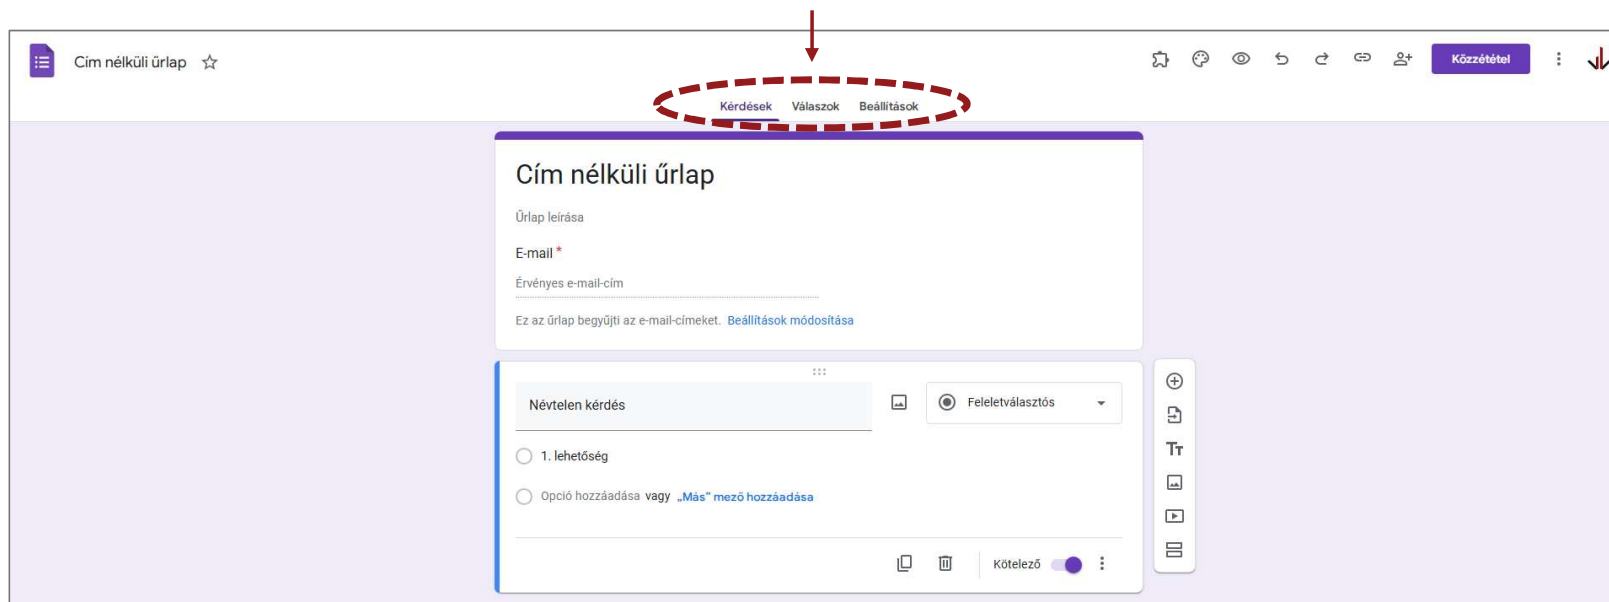 Cím nélküli űrlap
Közzététel
Kérdések Válaszok Beállítások
Cím nélküli űrlap
Űrlap leírása
E-mail *
Érvényes e-mail-cím
Ez az űrlap begyűjti az e-mail-címeket. Beállítások módosítása
Névtelen kérdés
Feleletválasztós
1. lehetőség
Opció hozzáadása vagy „Más” mező hozzáadása
Kötelező